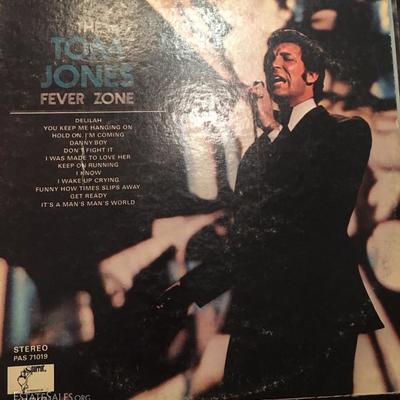 THE
TOM
JONES
FEVER ZONE
DELILAH
YOU KEEP ME HANGING ON
HOLD ON, I'M COMING
DANNY BOY
DON'T FIGHT IT
I WAS MADE TO LOVE HER
KEEP ON RUNNING
I KNOW
I WAKE UP CRYING
FUNNY HOW TIMES SLIPS AWAY
GET READY
IT'S A MAN'S MAN'S WORLD
STEREO
PAS 71019
ESTATESALES.ORG